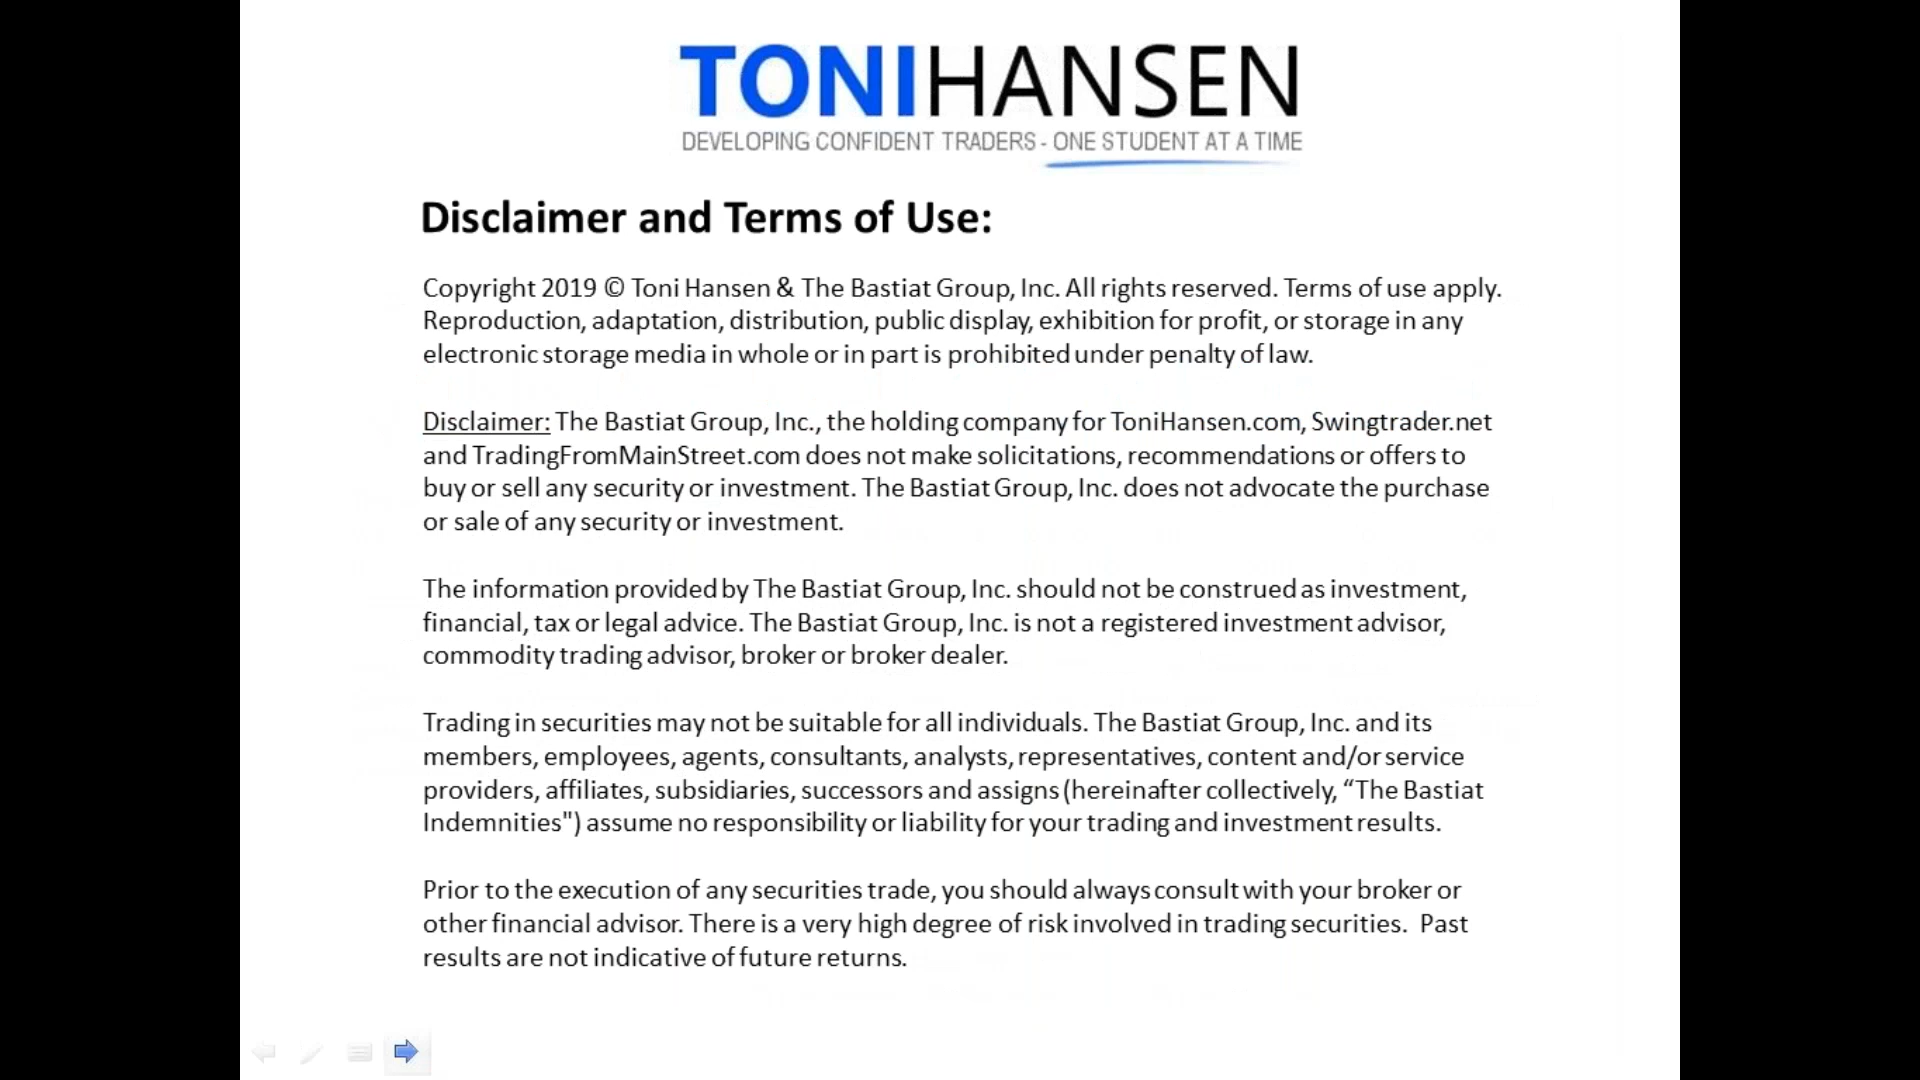 TONIHANSEN
DEVELOPING CONFIDENT TRADERS - ONE STUDENT AT A TIME
Disclaimer and Terms of Use:
Copyright 2019 © Toni Hansen & The Bastiat Group, Inc. All rights reserved. Terms of use apply.
Reproduction, adaptation, distribution, public display, exhibition for profit, or storage in any
electronic storage media in whole or in part is prohibited under penalty of law.
Disclaimer: The Bastiat Group, Inc., the holding company for ToniHansen.com, Swingtrader.net
and TradingFromMainStreet.com does not make solicitations, recommendations or offers to
buy or sell any security or investment. The Bastiat Group, Inc. does not advocate the purchase
or sale of any security or investment.
The information provided by The Bastiat Group, Inc. should not be construed as investment,
financial, tax or legal advice. The Bastiat Group, Inc. is not a registered investment advisor,
commodity trading advisor, broker or broker dealer.
Trading in securities may not be suitable for all individuals. The Bastiat Group, Inc. and its
members, employees, agents, consultants, analysts, representatives, content and/or service
providers, affiliates, subsidiaries, successors and assigns (hereinafter collectively, “The Bastiat
Indemnities") assume no responsibility or liability for your trading and investment results.
Prior to the execution of any securities trade, you should always consult with your broker or
other financial advisor. There is a very high degree of risk involved in trading securities.  Past
results are not indicative of future returns.